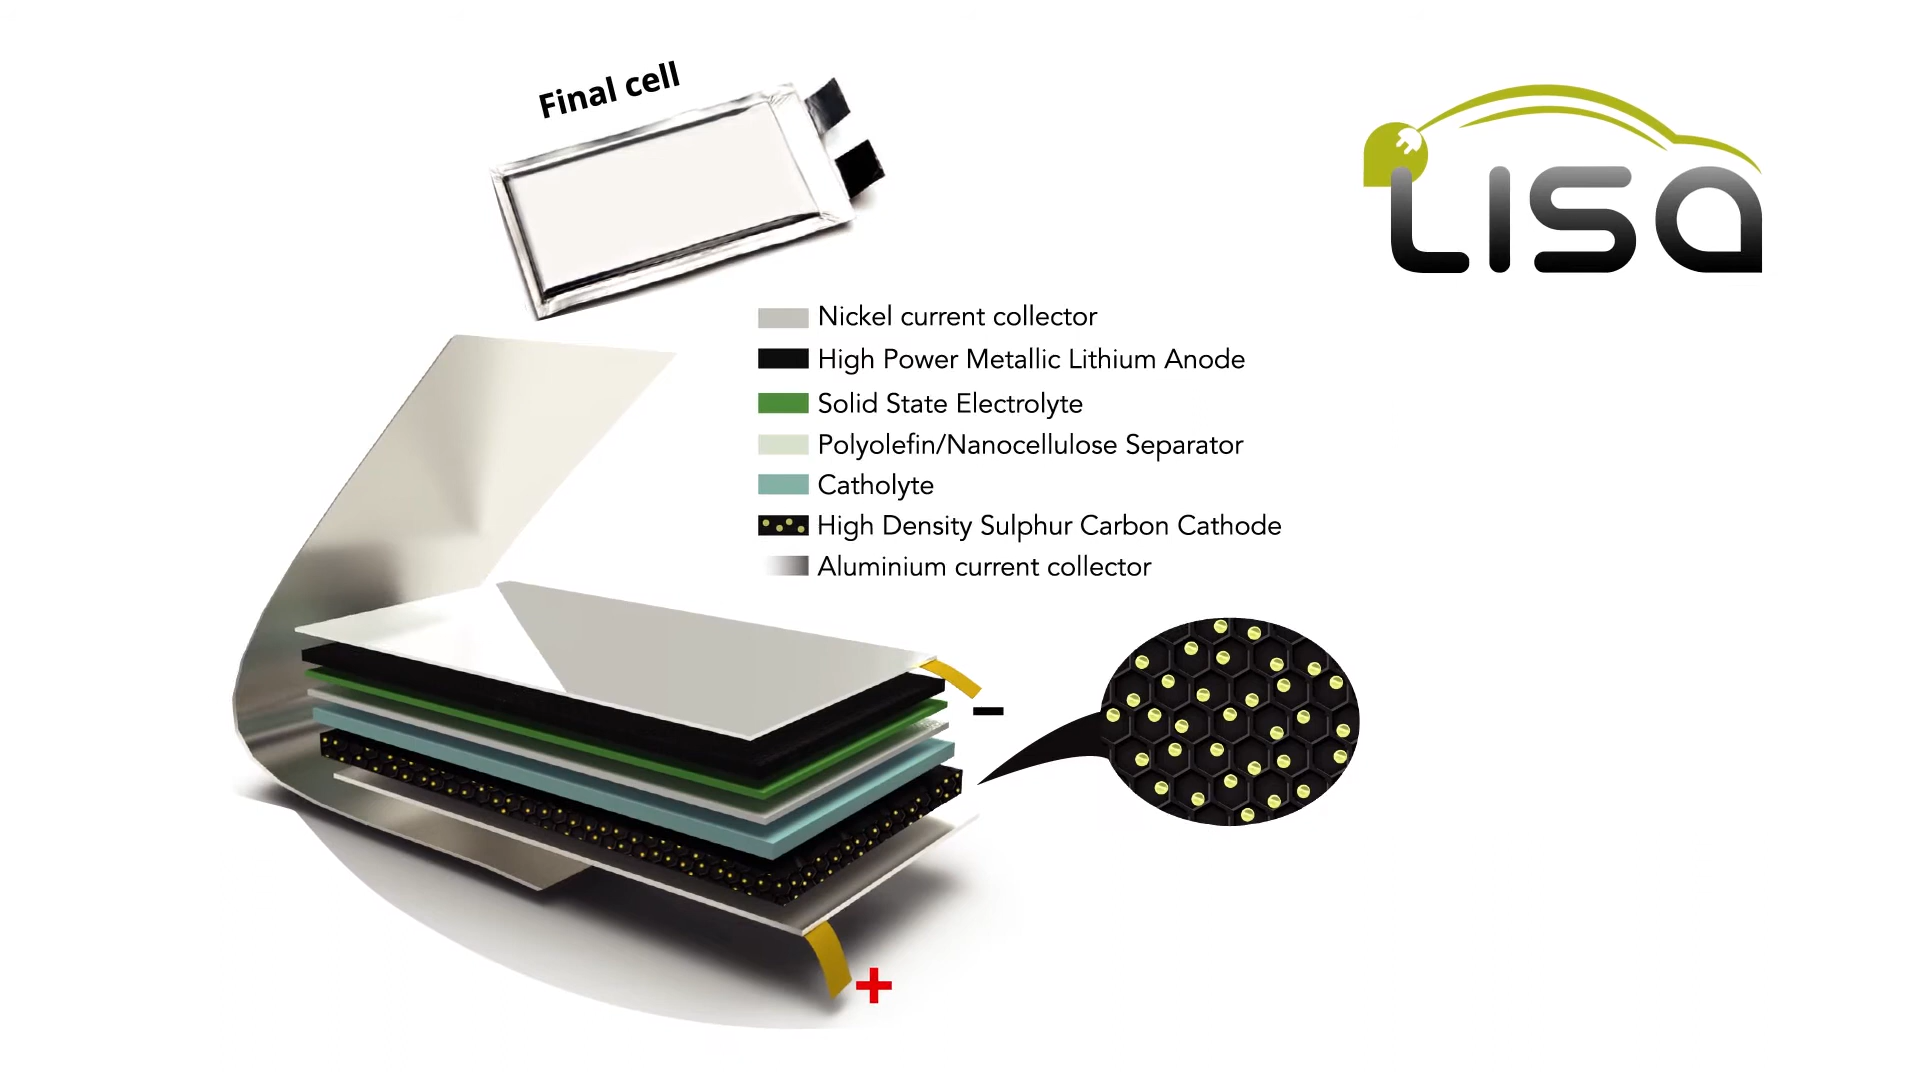 Final cell
LISA
Nickel current collector
High Power Metallic Lithium Anode
Solid State Electrolyte
Polyolefin/Nanocellulose Separator
Catholyte
High Density Sulphur Carbon Cathode
Aluminium current collector
−
+